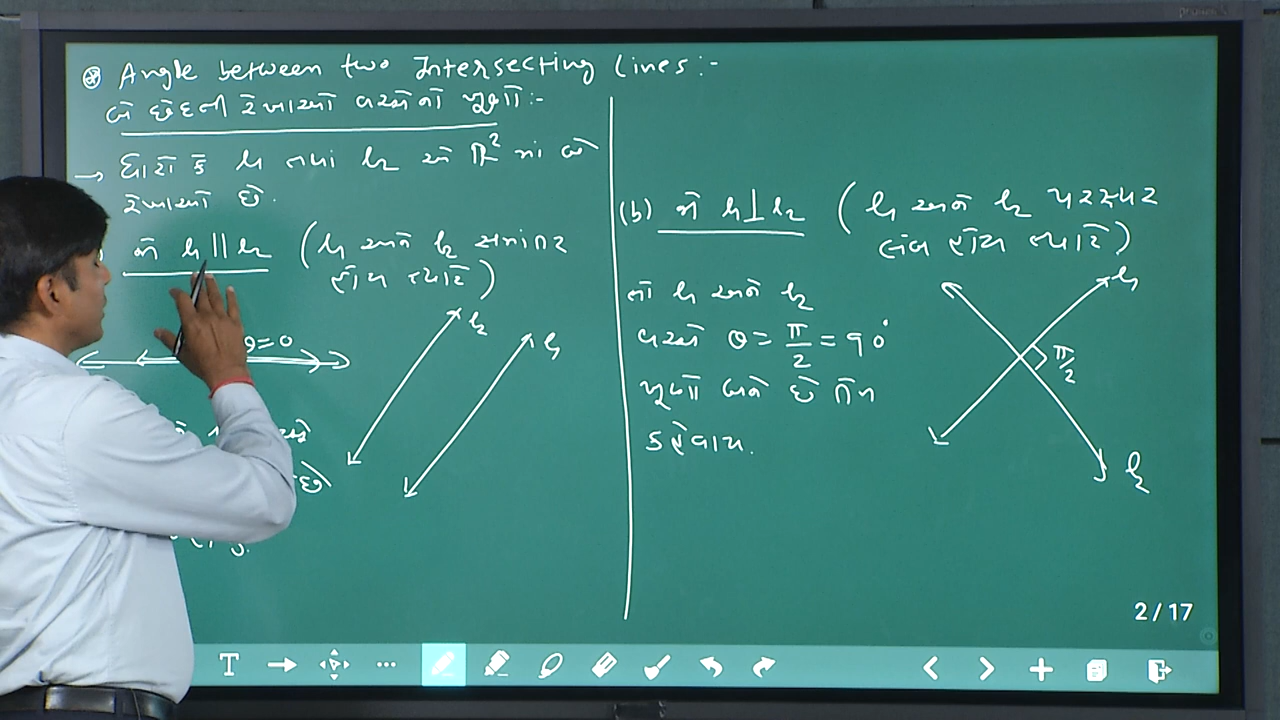 ⊛ Angle between two Intersecting Lines:-
બે છેદતી રેખાઓ વચ્ચેનો ખૂણો:-
→ ધારો કે l₁ તથા l₂ એ ℝ² ની બે
રેખાઓ છે.
જો l₁ || l₂ (l₁ અને l₂ સમાંતર
હોય ત્યારે)
θ=0
l₂
l₁
(b) જો l₁ ⊥ l₂ (l₁ અને l₂ પરસ્પર
લંબ હોય ત્યારે)
તો l₁ અને l₂
વચ્ચે θ = π/2 = 90°
ખૂણો બને છે તેમ
કહેવાય.
l₁
π/2
l₂
2/17
T